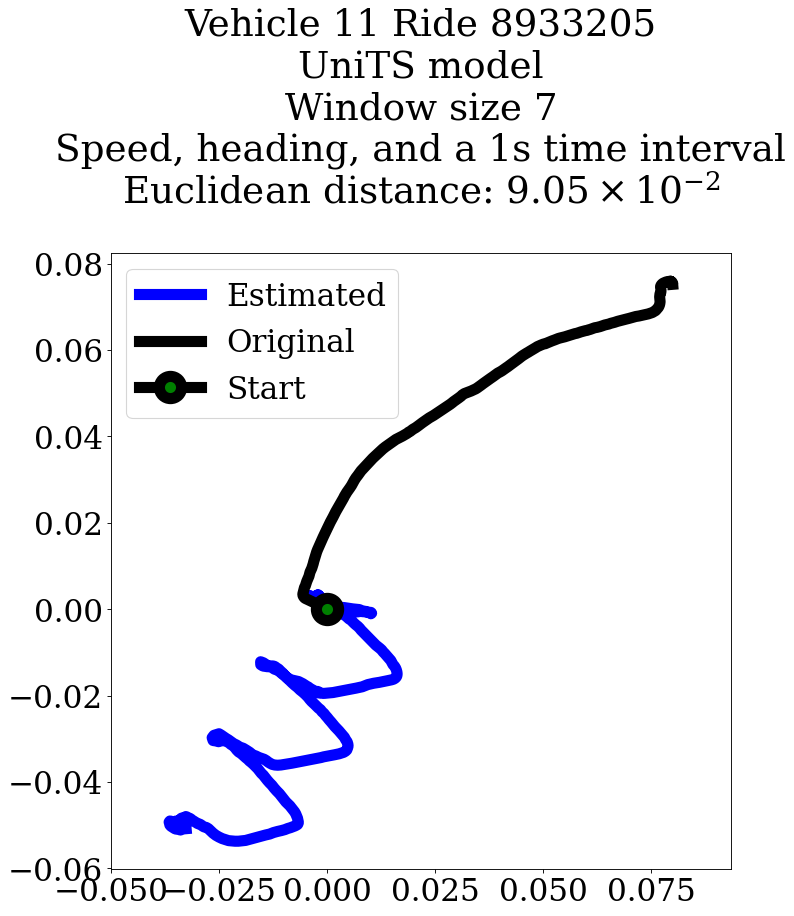 Vehicle 11 Ride 8933205
UniTS model
Window size 7
Speed, heading, and a 1s time interval
Euclidean distance: 9.05 × 10⁻²
0.08
0.06
0.04
0.02
0.00
−0.02
−0.04
−0.06
Estimated
Original
Start
−0.050 −0.025 0.000 0.025 0.050 0.075